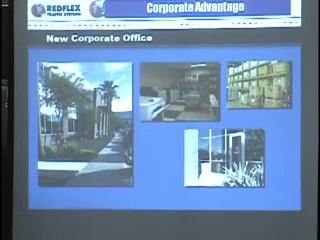 REDFLEX
TRAFFIC SYSTEMS
Corporate Advantage
New Corporate Office